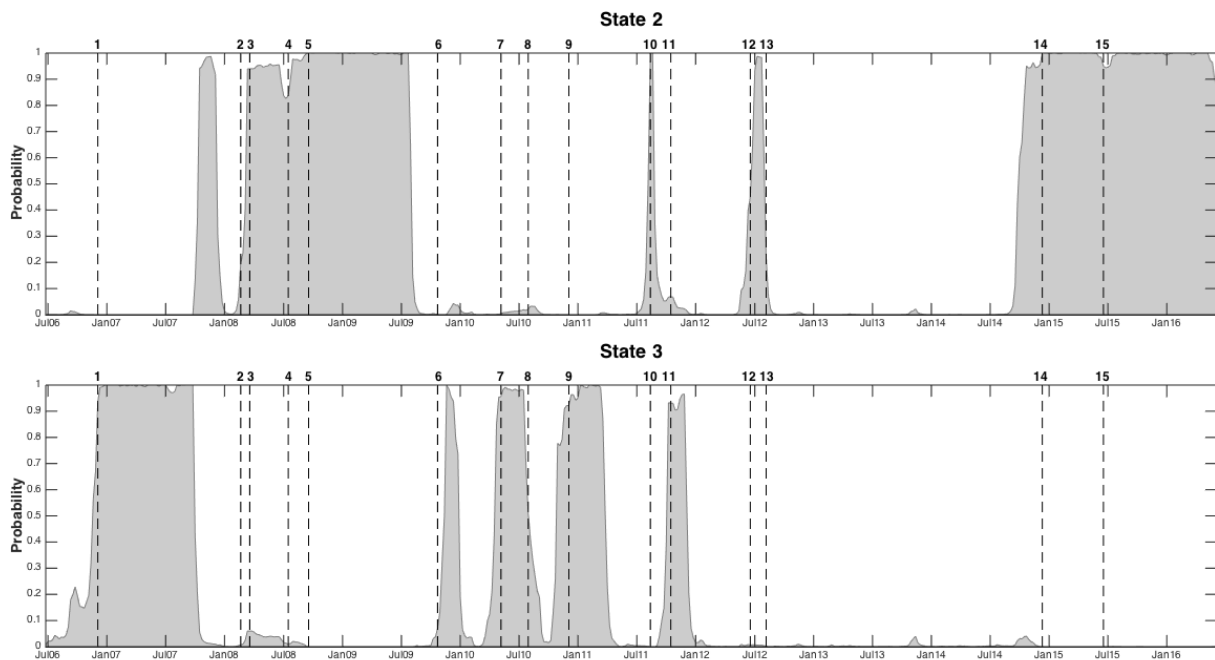 State 2
1 2 3 4 5 6 7 8 9 10 11 12 13 14 15
1
0.9
0.8
0.7
0.6
0.5
0.4
0.3
0.2
0.1
0
Probability
Jul06 Jan07 Jul07 Jan08 Jul08 Jan09 Jul09 Jan10 Jul10 Jan11 Jul11 Jan12 Jul12 Jan13 Jul13 Jan14 Jul14 Jan15 Jul15 Jan16
State 3
1 2 3 4 5 6 7 8 9 10 11 12 13 14 15
1
0.9
0.8
0.7
0.6
0.5
0.4
0.3
0.2
0.1
0
Probability
Jul06 Jan07 Jul07 Jan08 Jul08 Jan09 Jul09 Jan10 Jul10 Jan11 Jul11 Jan12 Jul12 Jan13 Jul13 Jan14 Jul14 Jan15 Jul15 Jan16